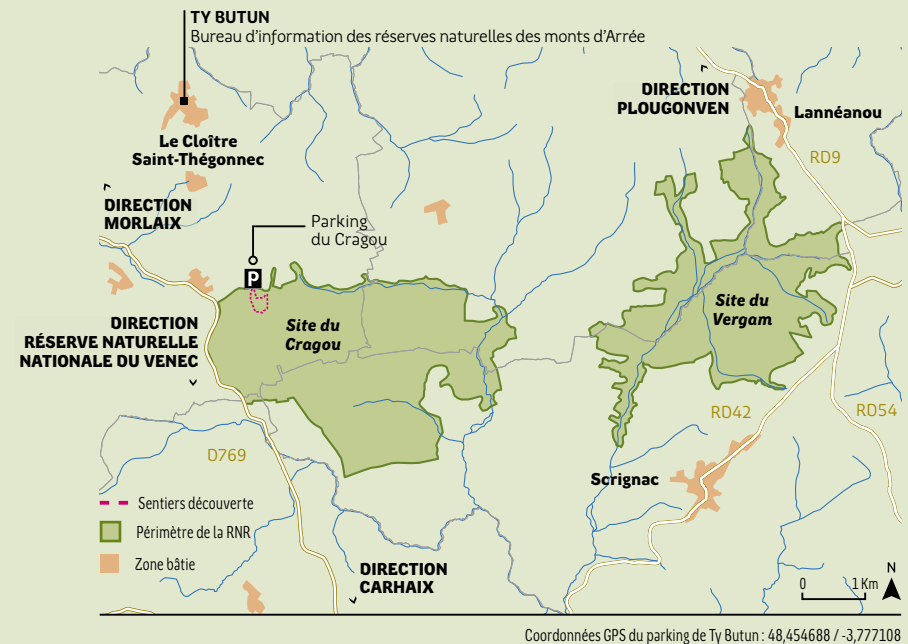 TY BUTUN
Bureau d'information des réserves naturelles des monts d'Arrée
DIRECTION
PLOUGONVEN
Lannéanou
Le Cloître
Saint-Thégonnec
RD9
DIRECTION
MORLAIX
Parking
du Cragou
P
Site du
Vergam
DIRECTION
RÉSERVE NATURELLE
NATIONALE DU VENEC
Site du
Cragou
RD42
RD54
D769
Scrignac
Sentiers découverte
Périmètre de la RNR
Zone bâtie
DIRECTION
CARHAIX
N
0 1 Km
Coordonnées GPS du parking de Ty Butun : 48,454688 / -3,777108